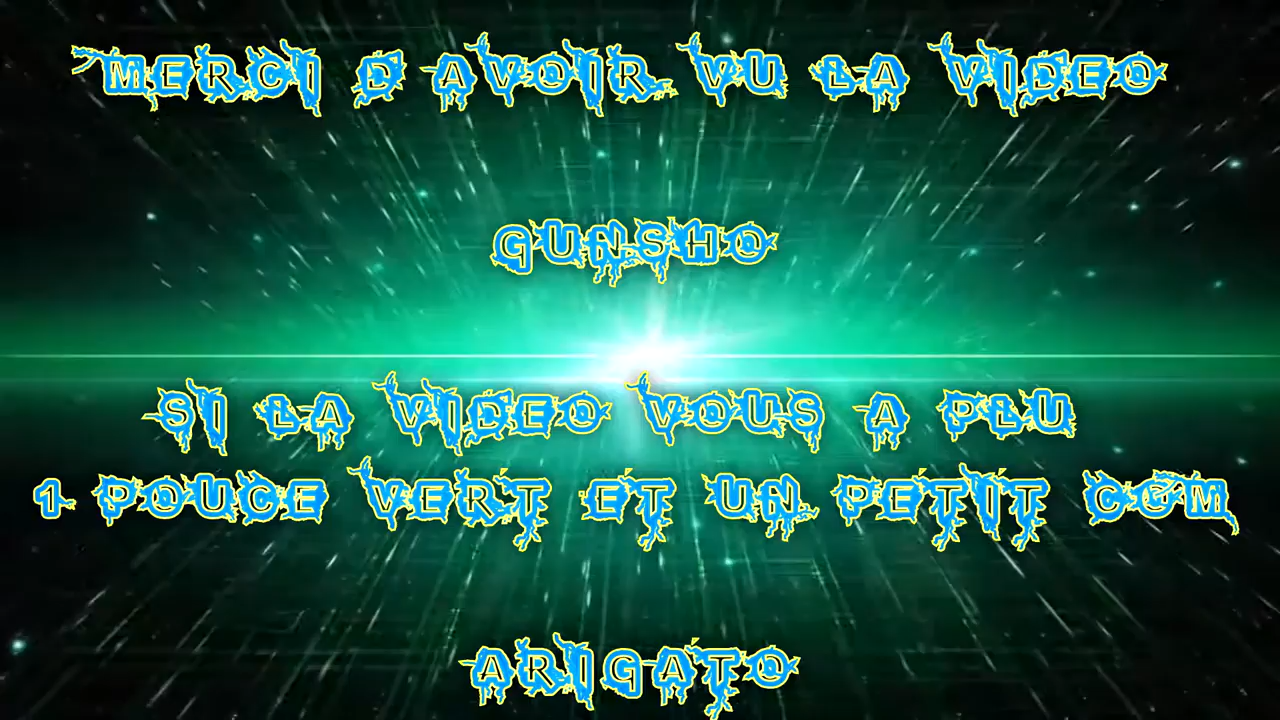 MERCI D AVOIR VU LA VIDEO
GUNSHO
SI LA VIDEO VOUS A PLU
1 POUCE VERT ET UN PETIT COM
ARIGATO